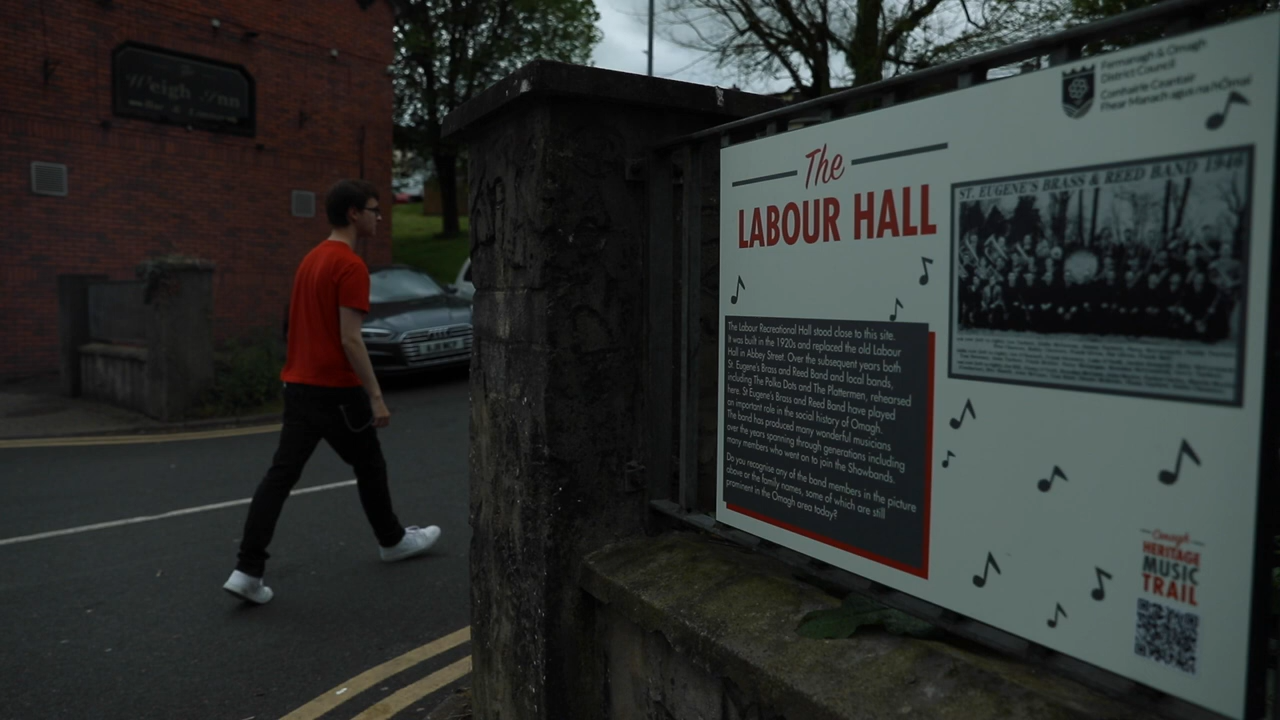 Weigh Inn
The
LABOUR HALL
The Labour Recreational Hall stood close to this site.
It was built in the 1920s and replaced the old Labour
Hall in Abbey Street. Over the subsequent years both
St. Eugene's Brass and Reed Band and local bands,
including The Polka Dots and The Plattermen, rehearsed
here. St Eugene's Brass and Reed Band have played
an important role in the social history of Omagh.
The band has produced many wonderful musicians
over the years spanning through generations including
many members who went on to join the Showbands.
Do you recognise any of the band members in the picture
above or the family names, some of which are still
prominent in the Omagh area today?
Fermanagh & Omagh
District Council
Comhairle Ceantair
Fhear Manach agus na hÓmaí
ST. EUGENE'S BRASS & REED BAND 1946
Omagh
HERITAGE
MUSIC
TRAIL